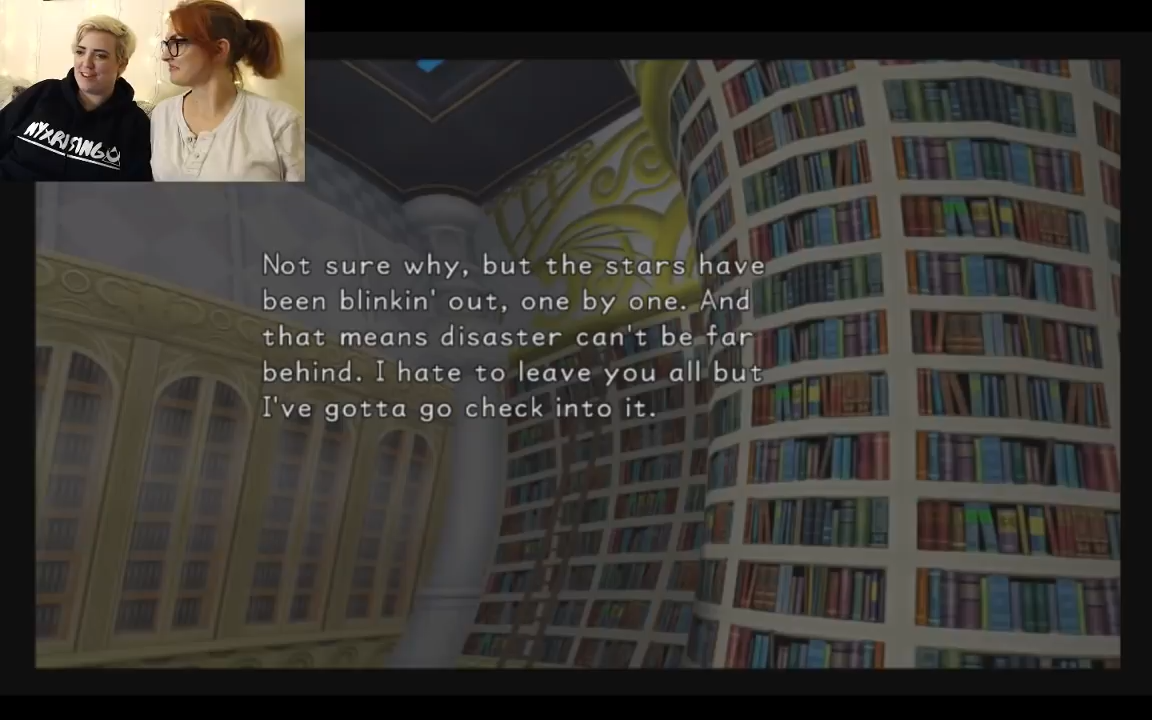 NYXRISING
Not sure why, but the stars have
been blinkin' out, one by one. And
that means disaster can't be far
behind. I hate to leave you all but
I've gotta go check into it.